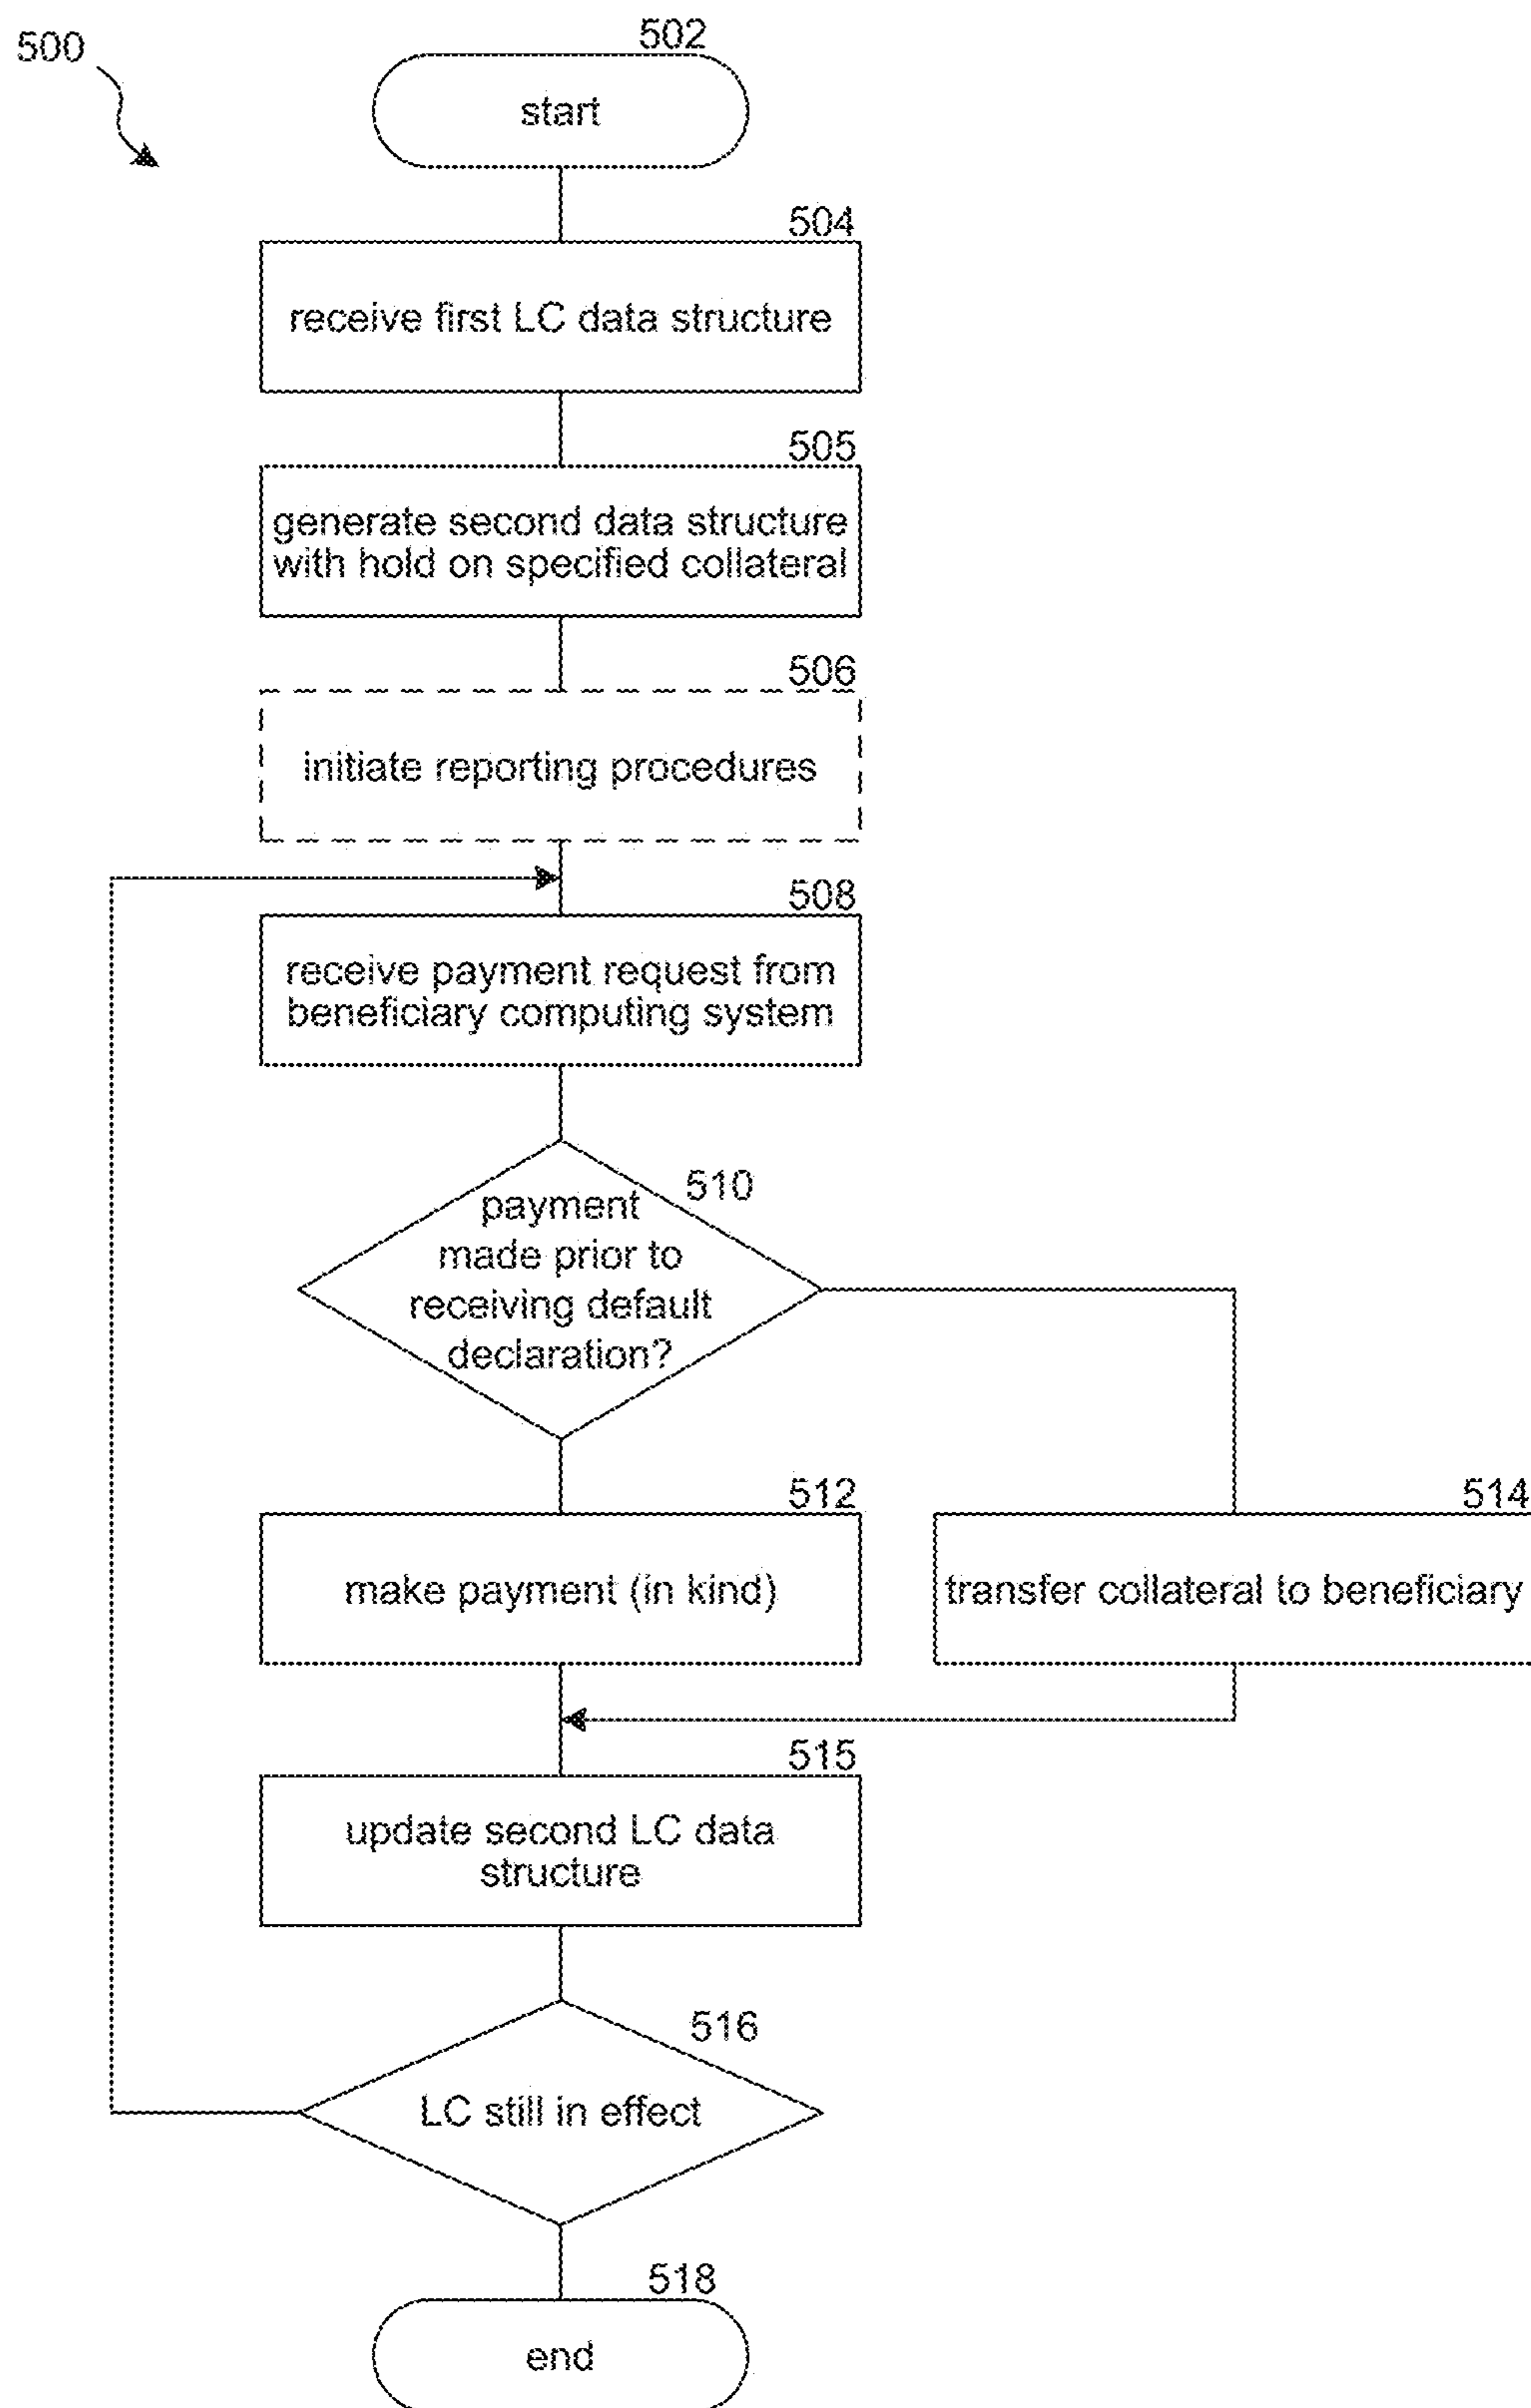 500
502
start
504
receive first LC data structure
505
generate second data structure
with hold on specified collateral
506
initiate reporting procedures
508
receive payment request from
beneficiary computing system
510
payment
made prior to
receiving default
declaration?
512
make payment (in kind)
514
transfer collateral to beneficiary
515
update second LC data
structure
516
LC still in effect
518
end